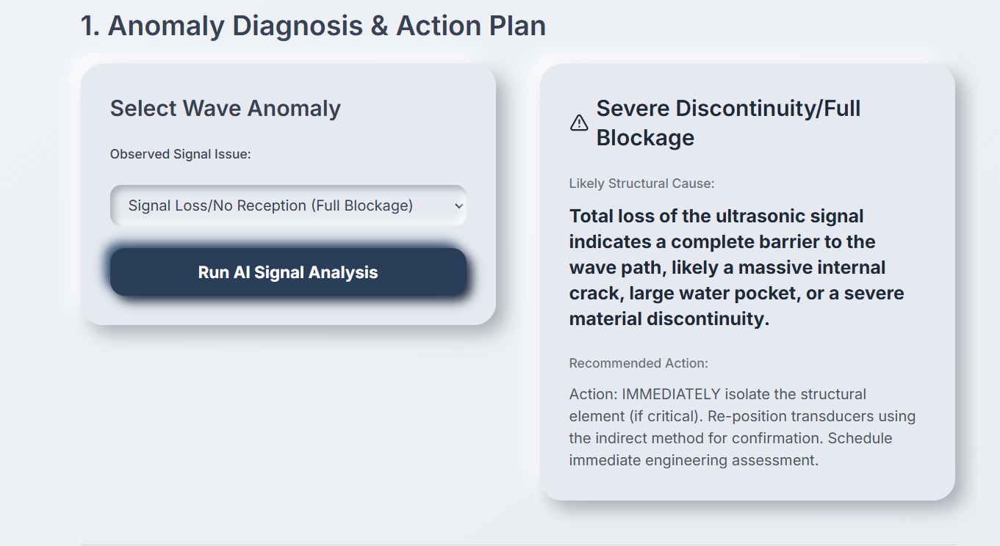 1. Anomaly Diagnosis & Action Plan
Select Wave Anomaly
Observed Signal Issue:
Signal Loss/No Reception (Full Blockage)
Run AI Signal Analysis
Severe Discontinuity/Full
Blockage
Likely Structural Cause:
Total loss of the ultrasonic signal
indicates a complete barrier to the
wave path, likely a massive internal
crack, large water pocket, or a severe
material discontinuity.
Recommended Action:
Action: IMMEDIATELY isolate the structural
element (if critical). Re-position transducers using
the indirect method for confirmation. Schedule
immediate engineering assessment.